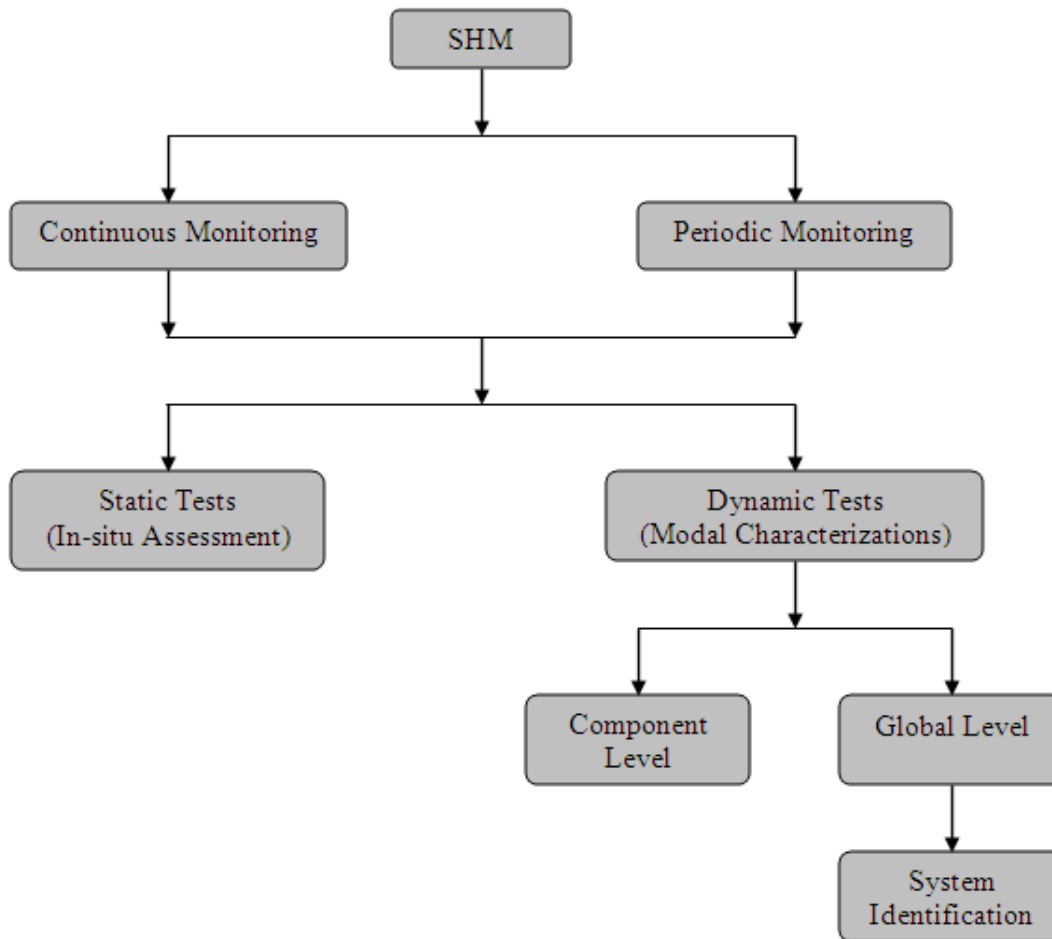 SHM
Continuous Monitoring
Periodic Monitoring
Static Tests
(In-situ Assessment)
Dynamic Tests
(Modal Characterizations)
Component
Level
Global Level
System
Identification